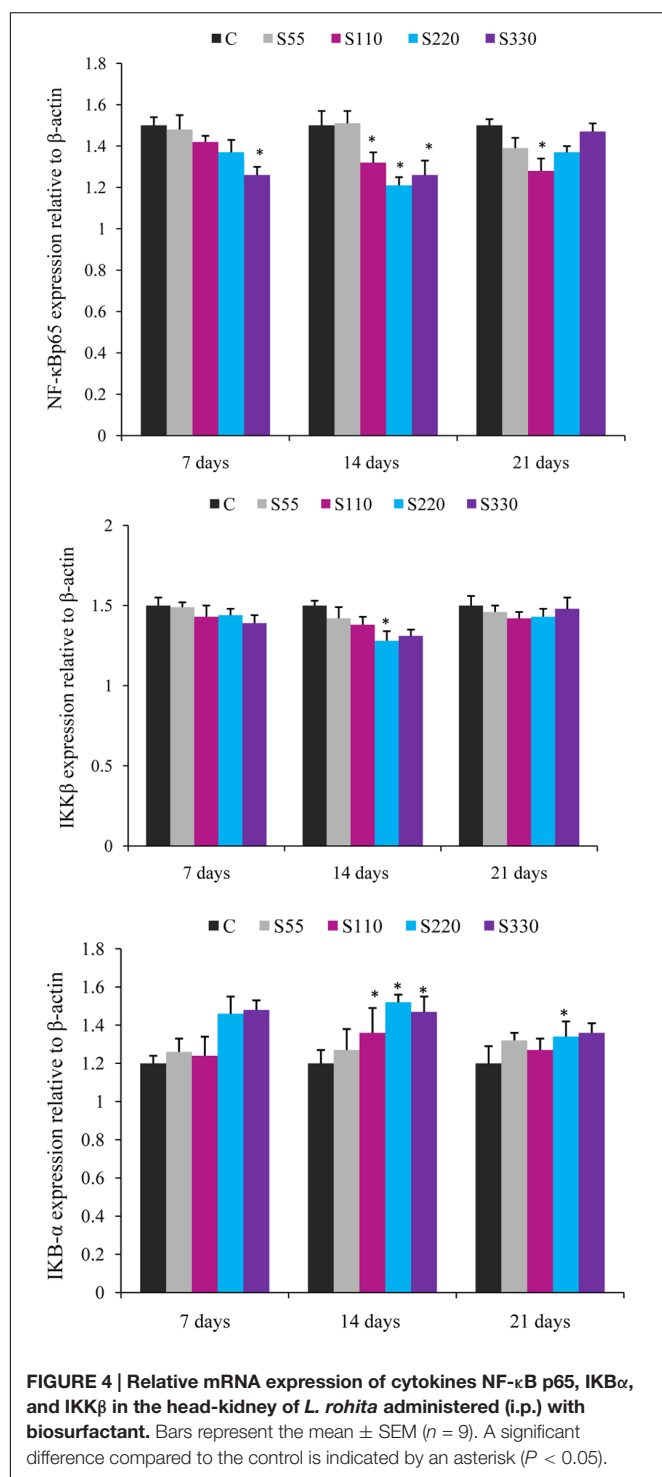 C S55 S110 S220 S330
NF-κBp65 expression relative to β-actin
1.8
1.6
1.4
1.2
1
0.8
0.6
0.4
0.2
0
*
* * *
*
7 days 14 days 21 days
C S55 S110 S220 S330
IKKβ expression relative to β-actin
2
1.5
1
0.5
0
*
7 days 14 days 21 days
C S55 S110 S220 S330
IKB-α expression relative to β-actin
1.8
1.6
1.4
1.2
1
0.8
0.6
0.4
0.2
0
* * *
*
7 days 14 days 21 days
FIGURE 4 | Relative mRNA expression of cytokines NF-κB p65, IKBα,
and IKKβ in the head-kidney of L. rohita administered (i.p.) with
biosurfactant. Bars represent the mean ± SEM (n = 9). A significant
difference compared to the control is indicated by an asterisk (P < 0.05).